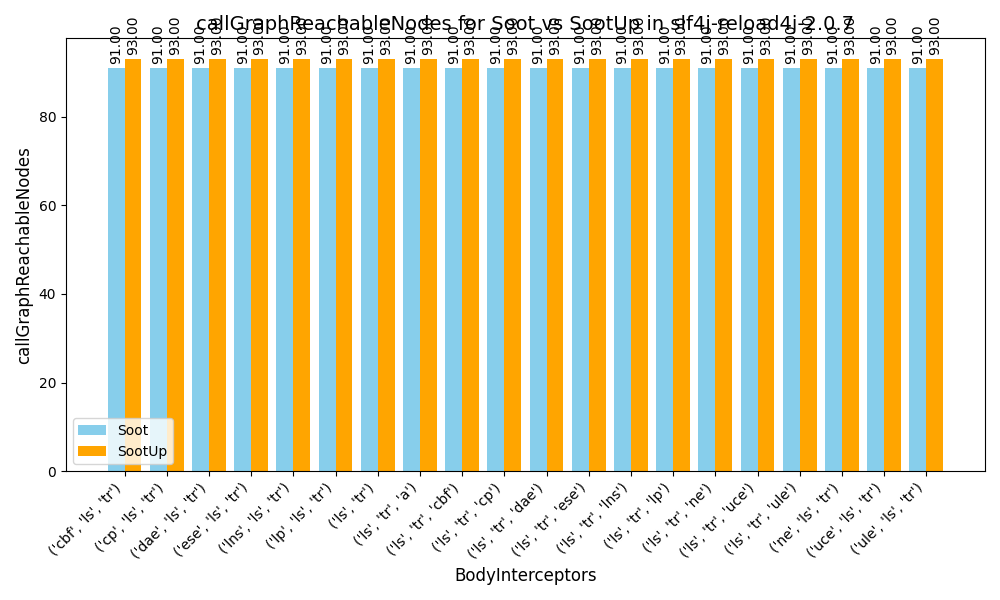 callGraphReachableNodes for Soot vs SootUp in slf4j-reload4j-2.0.7
91.00 93.00 91.00 93.00 91.00 93.00 91.00 93.00 91.00 93.00 91.00 93.00 91.00 93.00 91.00 93.00 91.00 93.00 91.00 93.00 91.00 93.00 91.00 93.00 91.00 93.00 91.00 93.00 91.00 93.00 91.00 93.00 91.00 93.00 91.00 93.00 91.00 93.00 91.00 93.00
callGraphReachableNodes
80
60
40
20
0
Soot
SootUp
('cbf', 'ls', 'tr')
('cp', 'ls', 'tr')
('dae', 'ls', 'tr')
('ese', 'ls', 'tr')
('lns', 'ls', 'tr')
('lp', 'ls', 'tr')
('ls', 'tr')
('ls', 'tr', 'a')
('ls', 'tr', 'cbf')
('ls', 'tr', 'cp')
('ls', 'tr', 'dae')
('ls', 'tr', 'ese')
('ls', 'tr', 'lns')
('ls', 'tr', 'lp')
('ls', 'tr', 'ne')
('ls', 'tr', 'uce')
('ls', 'tr', 'ule')
('ne', 'ls', 'tr')
('uce', 'ls', 'tr')
('ule', 'ls', 'tr')
BodyInterceptors